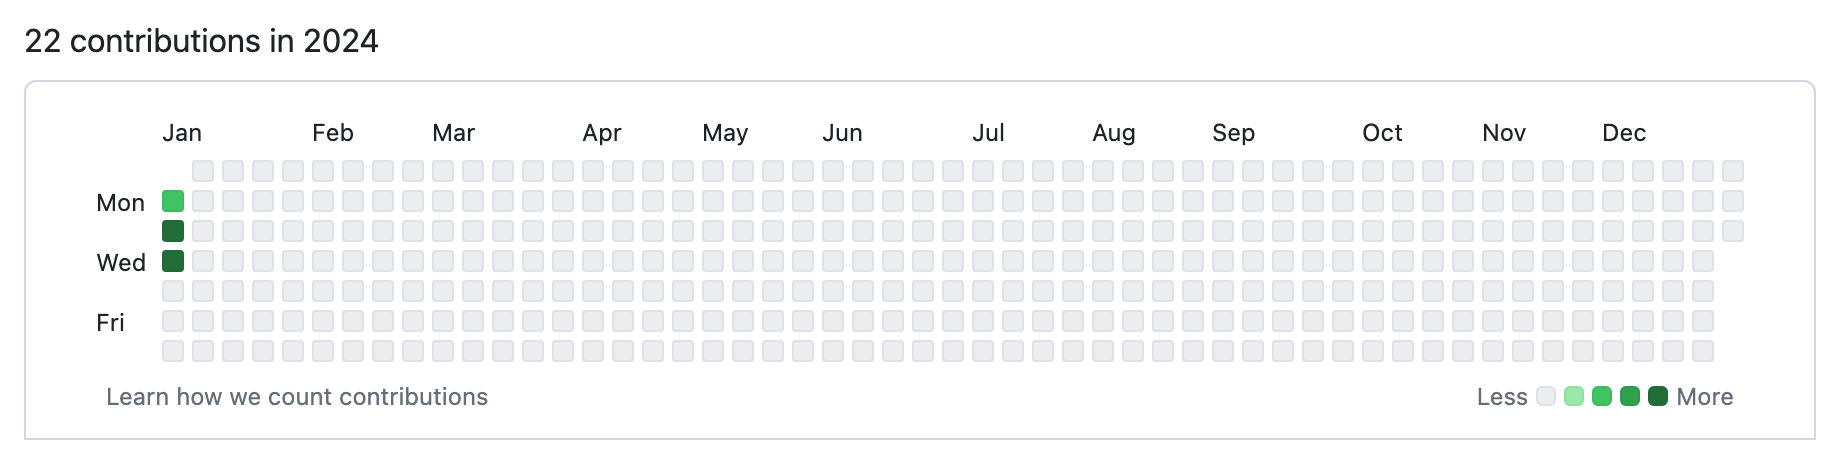 22 contributions in 2024
Jan Feb Mar Apr May Jun Jul Aug Sep Oct Nov Dec
Mon
Wed
Fri
Learn how we count contributions
Less More